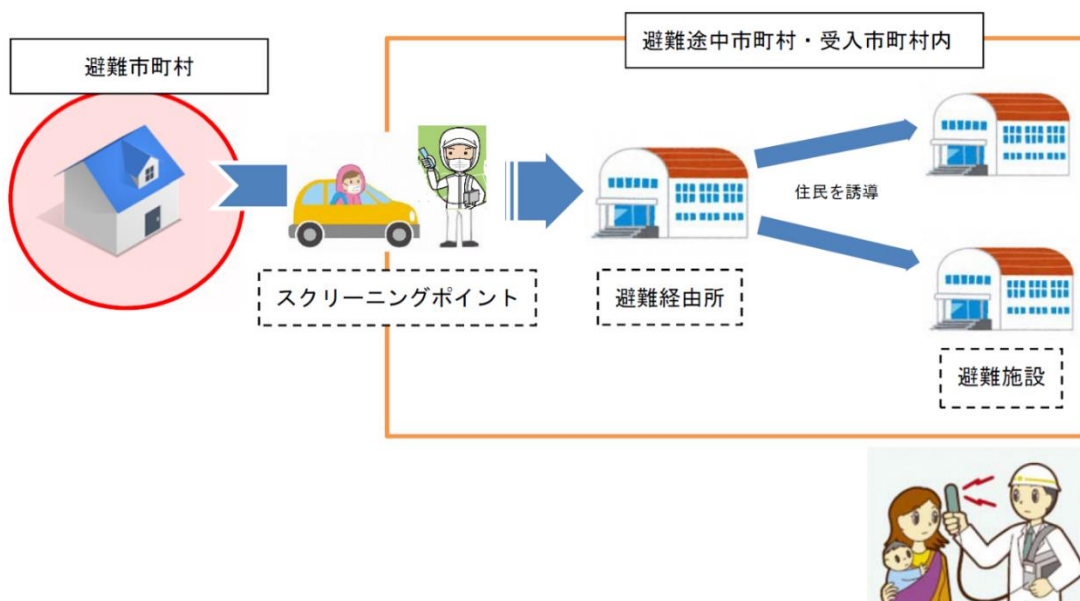 避難市町村
避難途中市町村・受入市町村内
住民を誘導
スクリーニングポイント
避難経由所
避難施設